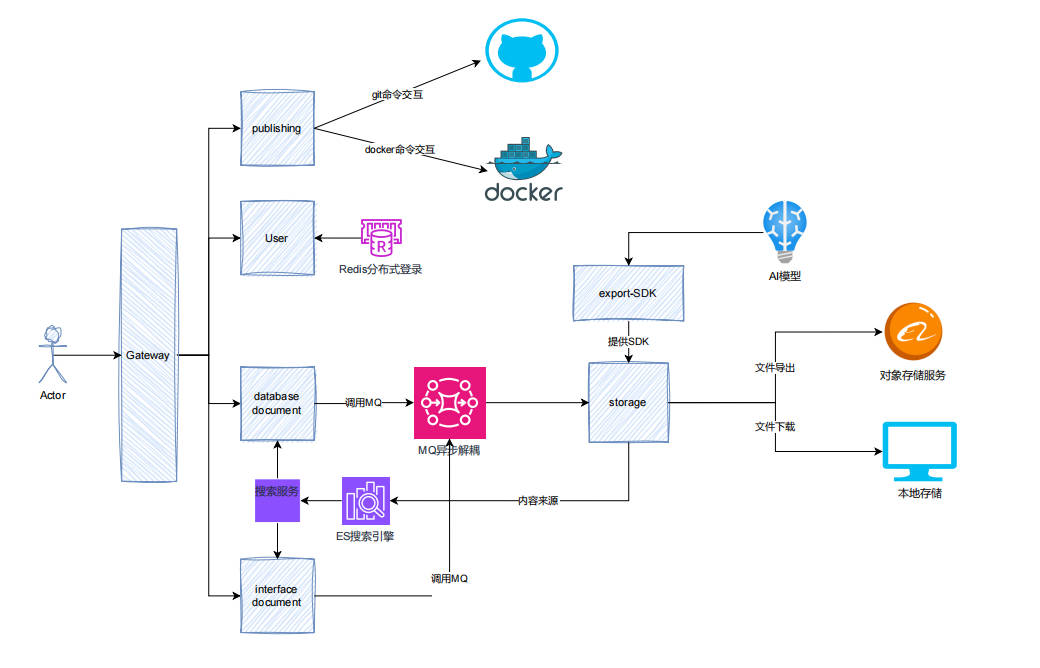 git命令交互
publishing
docker命令交互
docker
User
R
Redis分布式登录
AI模型
export-SDK
提供SDK
Gateway
Actor
文件导出
对象存储服务
database
document
调用MQ
storage
文件下载
MQ异步解耦
搜索服务
内容来源
本地存储
ES搜索引擎
调用MQ
interface
document